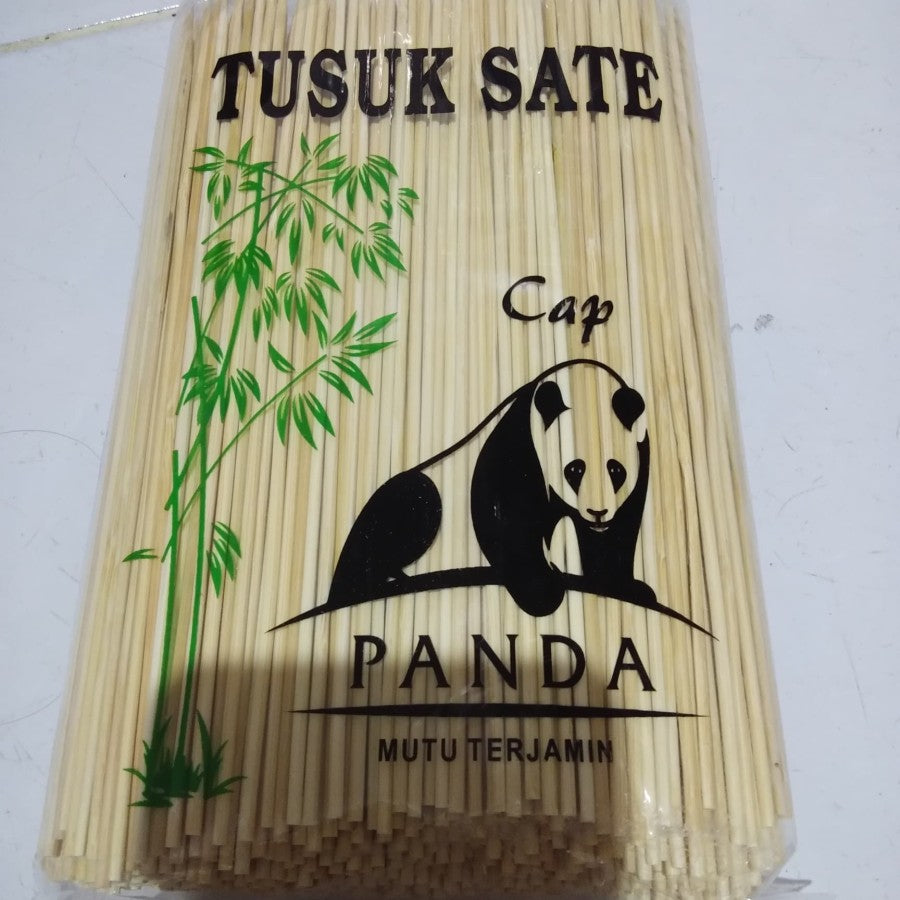 TUSUK SATE
Cap
PANDA
MUTU TERJAMIN